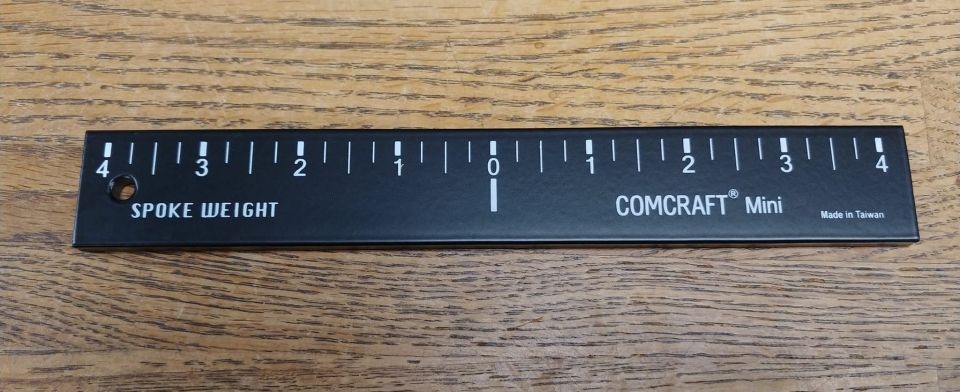 4 3 2 1 0 1 2 3 4
SPOKE WEIGHT COMCRAFT® Mini Made in Taiwan